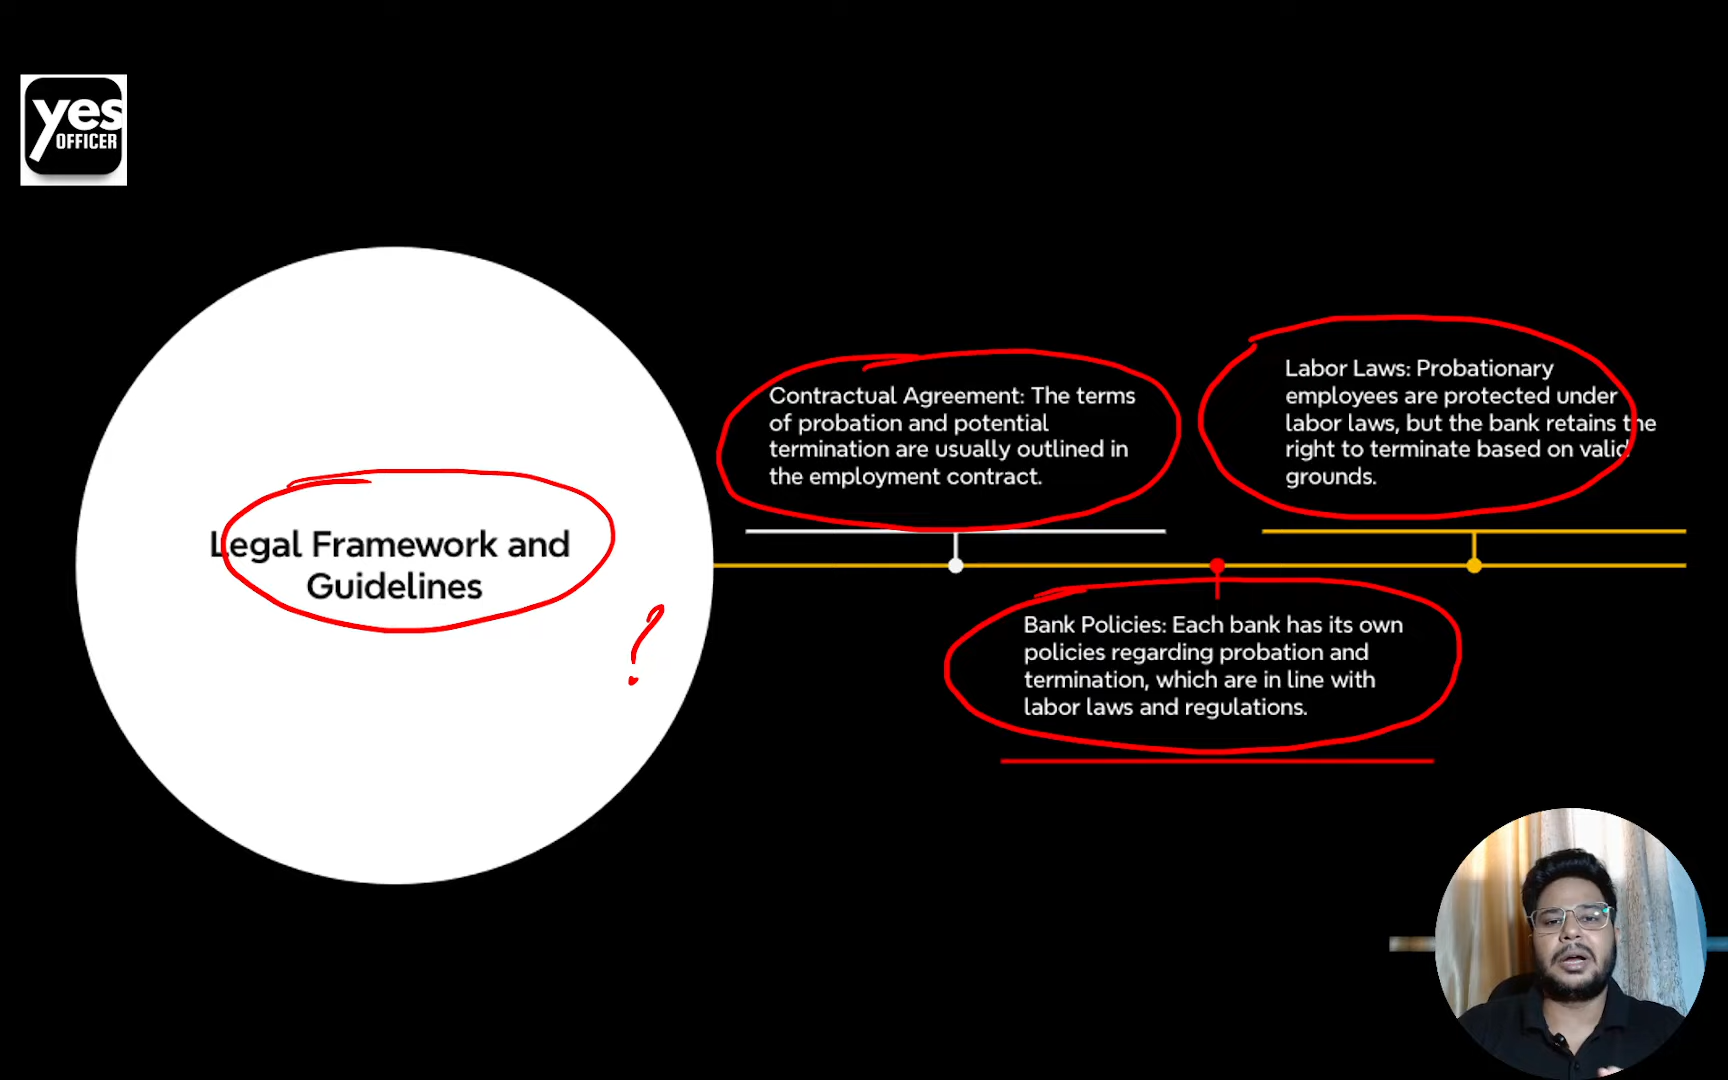 yes
OFFICER
Legal Framework and
Guidelines
?
Contractual Agreement: The terms
of probation and potential
termination are usually outlined in
the employment contract.
Bank Policies: Each bank has its own
policies regarding probation and
termination, which are in line with
labor laws and regulations.
Labor Laws: Probationary
employees are protected under
labor laws, but the bank retains the
right to terminate based on valid
grounds.